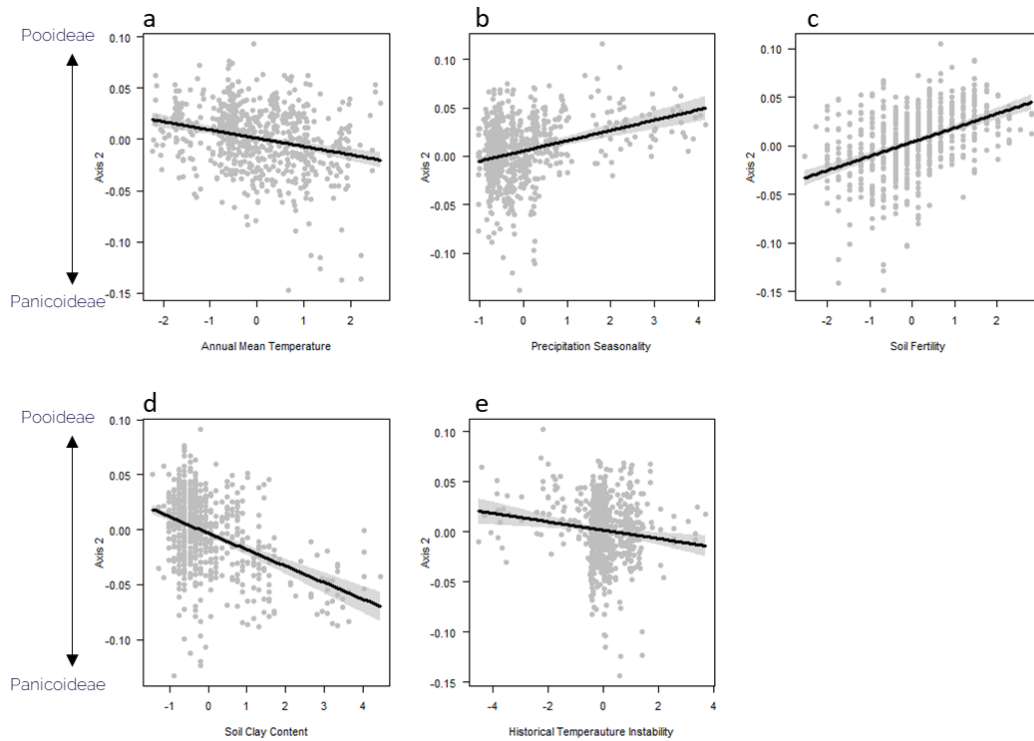 a
b
c
Pooideae
Panicoideae
0.10
0.05
0.00
-0.05
-0.10
-0.15
Axis 2
-2
-1
0
1
2
Annual Mean Temperature
0.10
0.05
0.00
-0.05
-0.10
Axis 2
-1
0
1
2
3
4
Precipitation Seasonality
0.10
0.05
0.00
-0.05
-0.10
-0.15
Axis 2
-2
-1
0
1
2
Soil Fertility
d
e
Pooideae
Panicoideae
0.10
0.05
0.00
-0.05
-0.10
Axis 2
-1
0
1
2
3
4
Soil Clay Content
0.10
0.05
0.00
-0.05
-0.10
-0.15
Axis 2
-4
-2
0
2
4
Historical Temperauture Instability